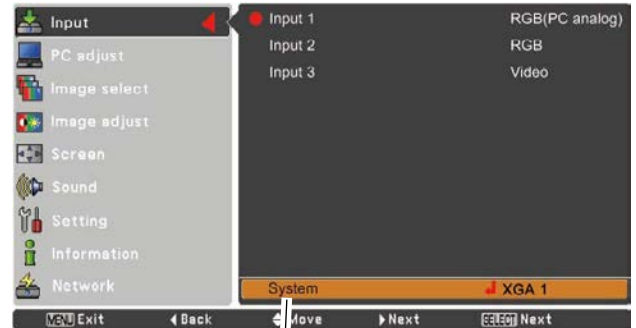 Input
PC adjust
Image select
Image adjust
Screen
Sound
Setting
Information
Network
Input 1 RGB(PC analog)
Input 2 RGB
Input 3 Video
System XGA 1
MENU Exit Back Move Next SELECT Next